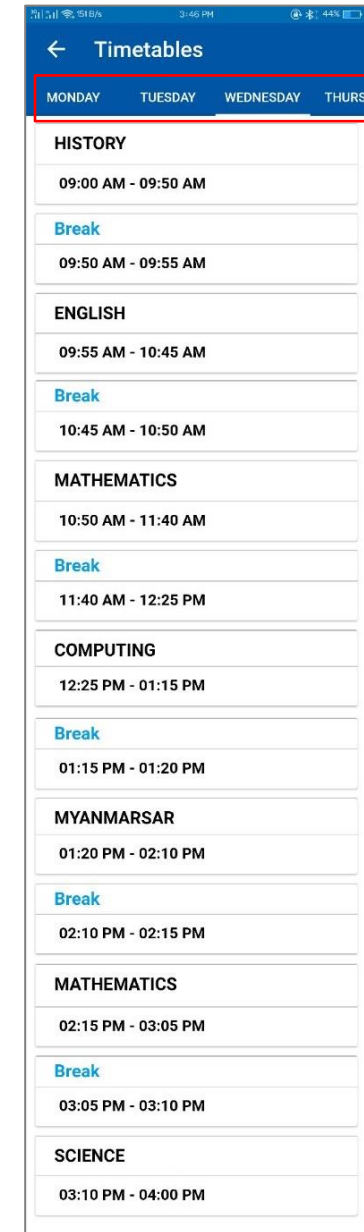 151 B/s 3:46 PM 44%
Timetables
MONDAY TUESDAY WEDNESDAY THURS
HISTORY
09:00 AM - 09:50 AM
Break
09:50 AM - 09:55 AM
ENGLISH
09:55 AM - 10:45 AM
Break
10:45 AM - 10:50 AM
MATHEMATICS
10:50 AM - 11:40 AM
Break
11:40 AM - 12:25 PM
COMPUTING
12:25 PM - 01:15 PM
Break
01:15 PM - 01:20 PM
MYANMARSAR
01:20 PM - 02:10 PM
Break
02:10 PM - 02:15 PM
MATHEMATICS
02:15 PM - 03:05 PM
Break
03:05 PM - 03:10 PM
SCIENCE
03:10 PM - 04:00 PM